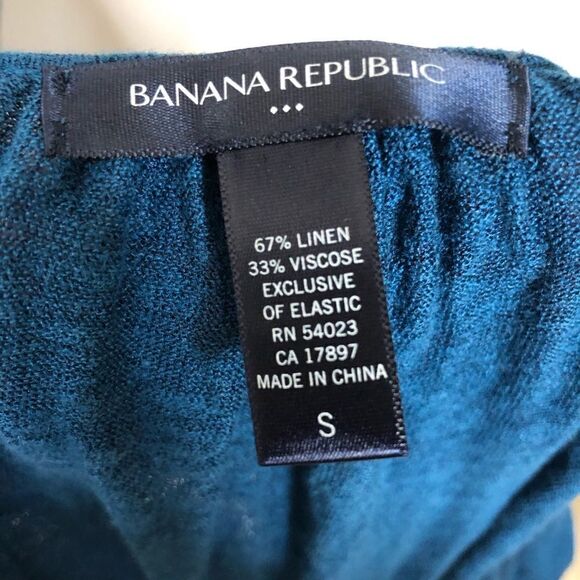 BANANA REPUBLIC
67% LINEN
33% VISCOSE
EXCLUSIVE
OF ELASTIC
RN 54023
CA 17897
MADE IN CHINA
S